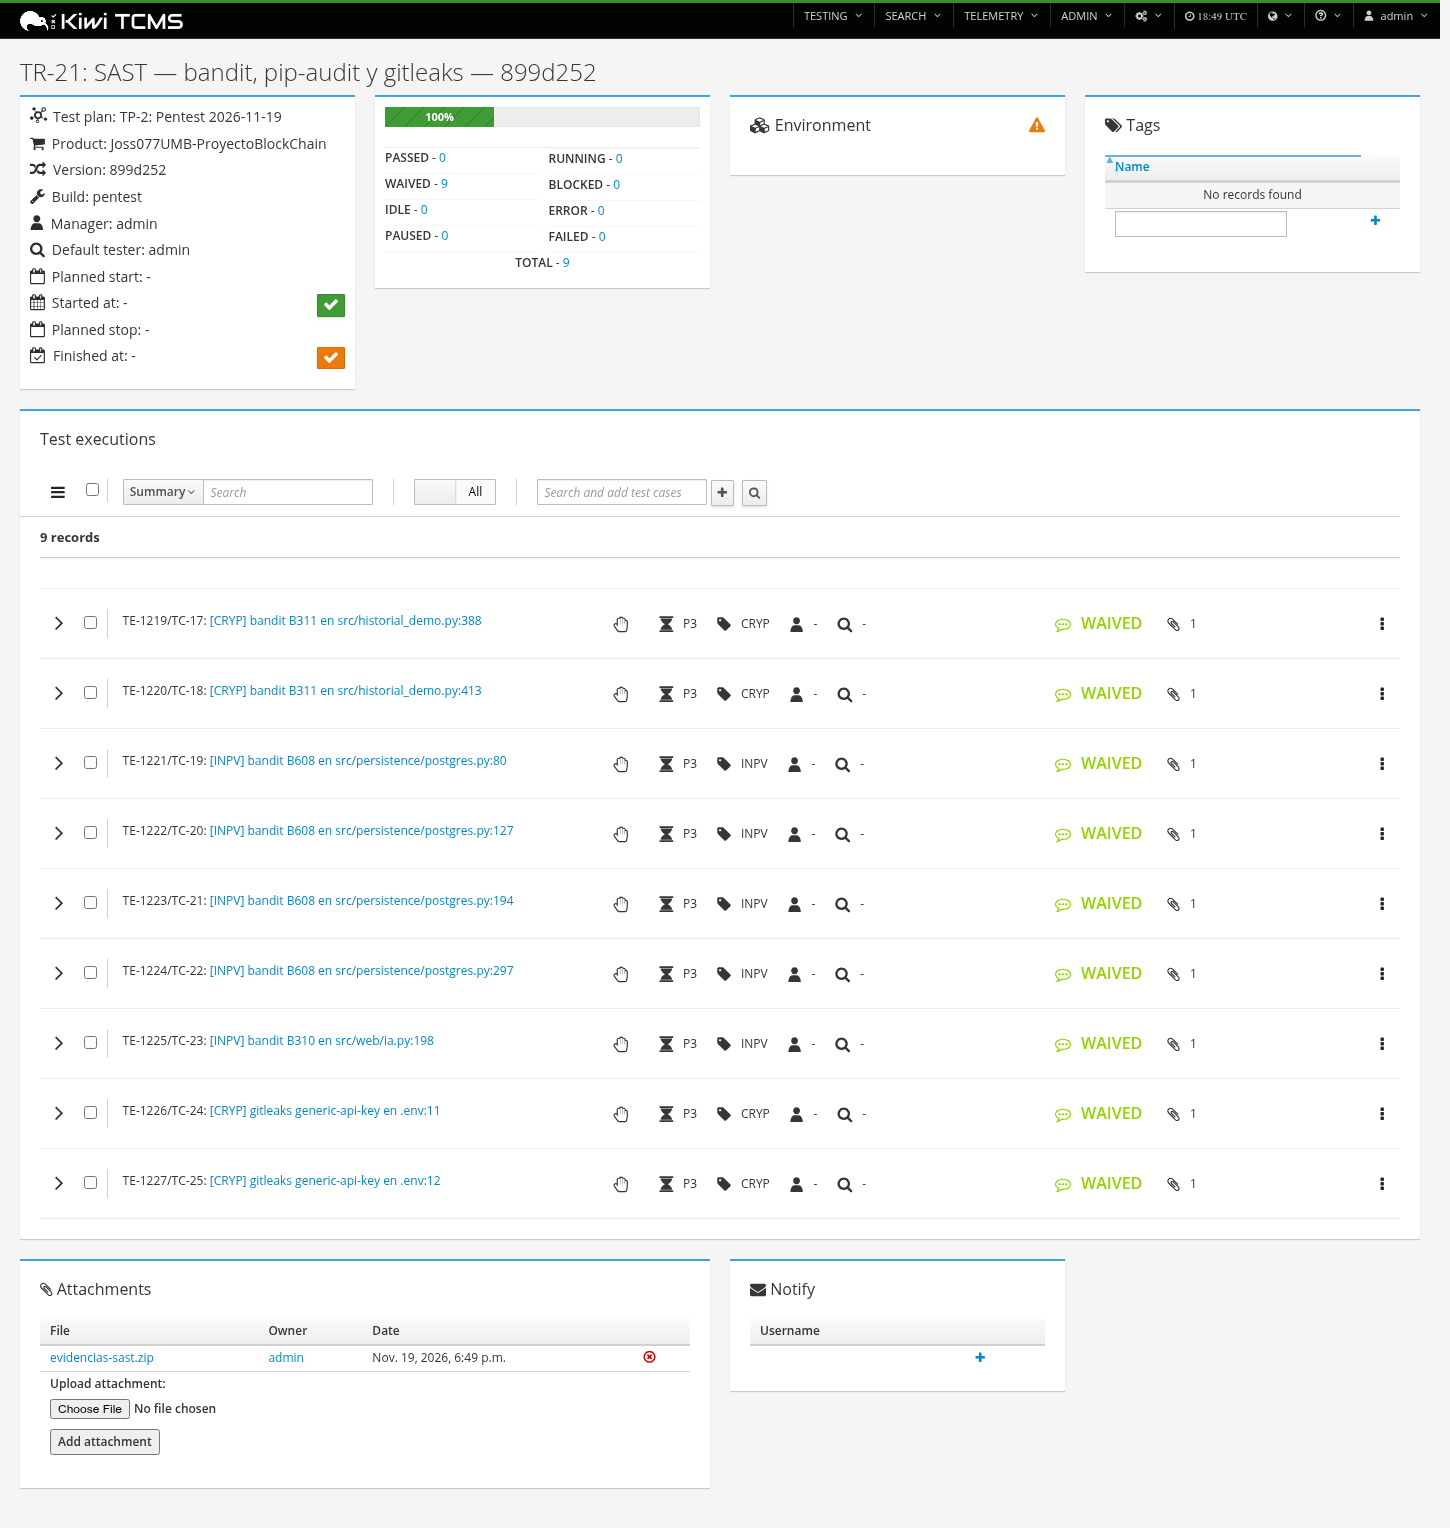 Kiwi TCMS
TESTING SEARCH TELEMETRY ADMIN 18:49 UTC admin
TR-21: SAST — bandit, pip-audit y gitleaks — 899d252
Test plan: TP-2: Pentest 2026-11-19
Product: Joss077UMB-ProyectoBlockChain
Version: 899d252
Build: pentest
Manager: admin
Default tester: admin
Planned start: -
Started at: -
Planned stop: -
Finished at: -
100%
PASSED - 0
RUNNING - 0
WAIVED - 9
BLOCKED - 0
IDLE - 0
ERROR - 0
PAUSED - 0
FAILED - 0
TOTAL - 9
Environment
Tags
Name
No records found
Test executions
Summary Search All Search and add test cases
9 records
TE-1219/TC-17: [CRYP] bandit B311 en src/historial_demo.py:388 P3 CRYP - - WAIVED 1
TE-1220/TC-18: [CRYP] bandit B311 en src/historial_demo.py:413 P3 CRYP - - WAIVED 1
TE-1221/TC-19: [INPV] bandit B608 en src/persistence/postgres.py:80 P3 INPV - - WAIVED 1
TE-1222/TC-20: [INPV] bandit B608 en src/persistence/postgres.py:127 P3 INPV - - WAIVED 1
TE-1223/TC-21: [INPV] bandit B608 en src/persistence/postgres.py:194 P3 INPV - - WAIVED 1
TE-1224/TC-22: [INPV] bandit B608 en src/persistence/postgres.py:297 P3 INPV - - WAIVED 1
TE-1225/TC-23: [INPV] bandit B310 en src/web/ia.py:198 P3 INPV - - WAIVED 1
TE-1226/TC-24: [CRYP] gitleaks generic-api-key en .env:11 P3 CRYP - - WAIVED 1
TE-1227/TC-25: [CRYP] gitleaks generic-api-key en .env:12 P3 CRYP - - WAIVED 1
Attachments
File Owner Date
evidencias-sast.zip admin Nov. 19, 2026, 6:49 p.m.
Upload attachment:
Choose File No file chosen
Add attachment
Notify
Username